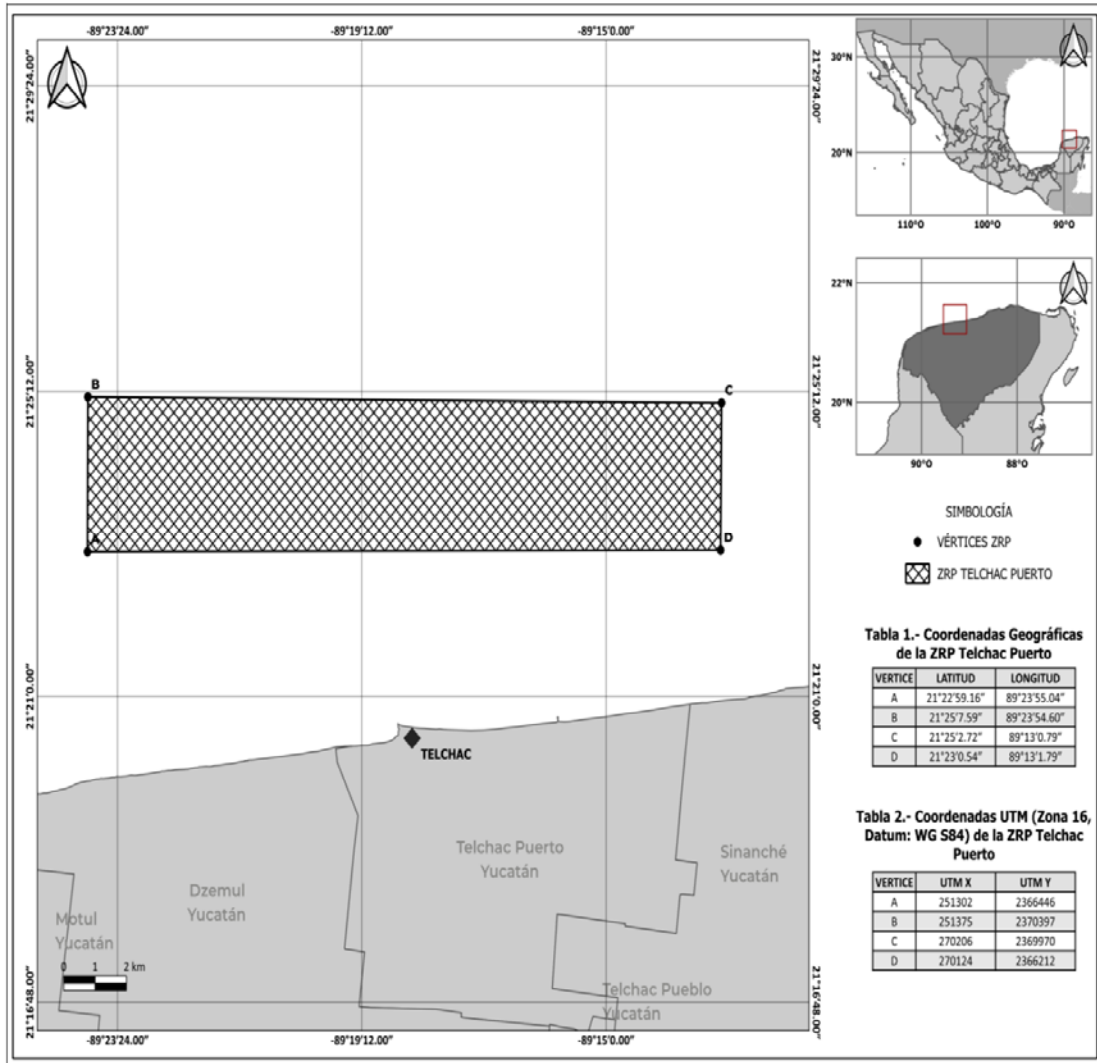 -89°23'24.00" -89°19'12.00" -89°15'0.00"
21°29'24.00"
21°29'24.00"
21°25'12.00"
21°25'12.00"
21°21'0.00"
21°21'0.00"
21°16'48.00"
21°16'48.00"
B
C
A
D
TELCHAC
Telchac Puerto
Yucatán
Sinanché
Yucatán
Dzemul
Yucatán
Motul
Yucatán
Telchac Pueblo
Yucatán
0 1 2 km
-89°23'24.00" -89°19'12.00" -89°15'0.00"
30°N
20°N
110°O 100°O 90°O
22°N
20°N
90°O 88°O
SIMBOLOGÍA
VÉRTICES ZRP
ZRP TELCHAC PUERTO
Tabla 1.- Coordenadas Geográficas
de la ZRP Telchac Puerto
VERTICE LATITUD LONGITUD
A 21°22'59.16" 89°23'55.04"
B 21°25'7.59" 89°23'54.60"
C 21°25'2.72" 89°13'0.79"
D 21°23'0.54" 89°13'1.79"
Tabla 2.- Coordenadas UTM (Zona 16,
Datum: WG S84) de la ZRP Telchac
Puerto
VERTICE UTM X UTM Y
A 251302 2366446
B 251375 2370397
C 270206 2369970
D 270124 2366212